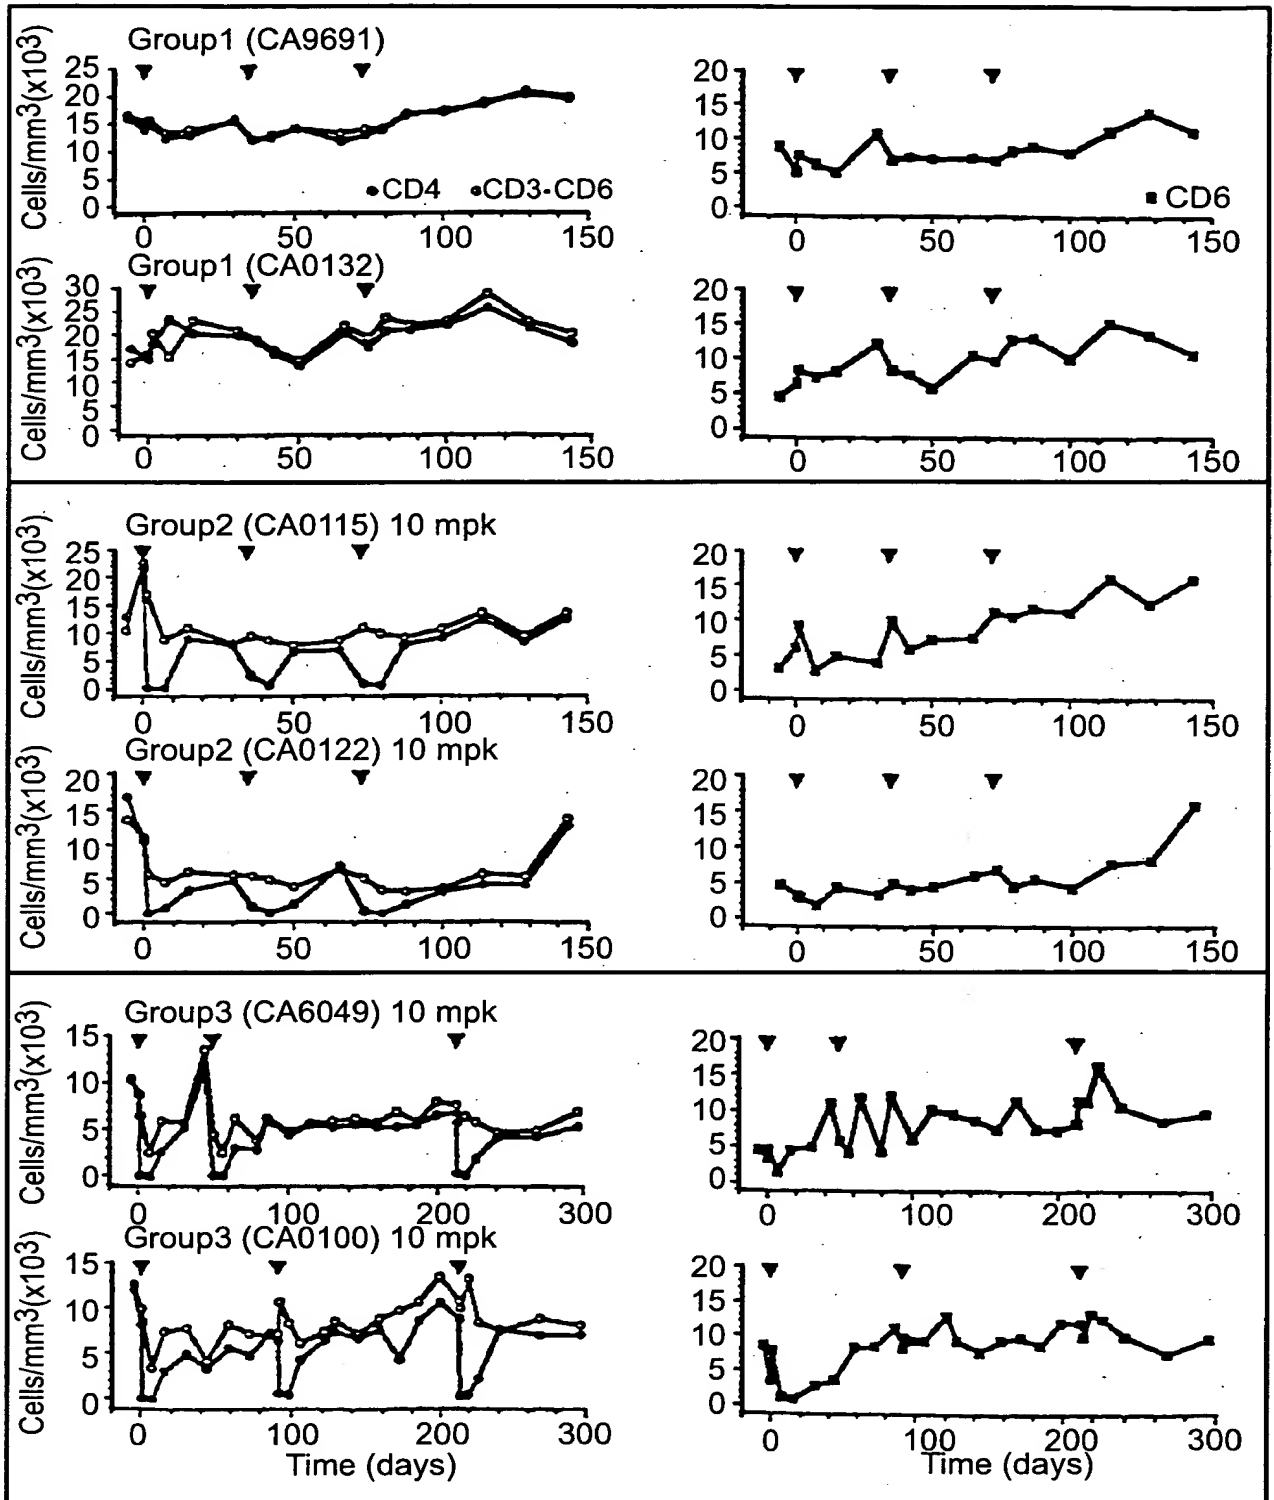 Group1 (CA9691)
Cells/mm3(x103)
25
20
15
10
5
0
●CD4 ○CD3-CD6
0 50 100 150
20
15
10
5
0
■ CD6
0 50 100 150
Group1 (CA0132)
Cells/mm3(x103)
30
25
20
15
10
5
0
0 50 100 150
20
15
10
5
0
0 50 100 150
Group2 (CA0115) 10 mpk
Cells/mm3(x103)
25
20
15
10
5
0
0 50 100 150
20
15
10
5
0
0 50 100 150
Group2 (CA0122) 10 mpk
Cells/mm3(x103)
20
15
10
5
0
0 50 100 150
20
15
10
5
0
0 50 100 150
Group3 (CA6049) 10 mpk
Cells/mm3(x103)
15
10
5
0
0 100 200 300
20
15
10
5
0
0 100 200 300
Group3 (CA0100) 10 mpk
Cells/mm3(x103)
15
10
5
0
0 100 200 300
Time (days)
20
15
10
5
0
0 100 200 300
Time (days)